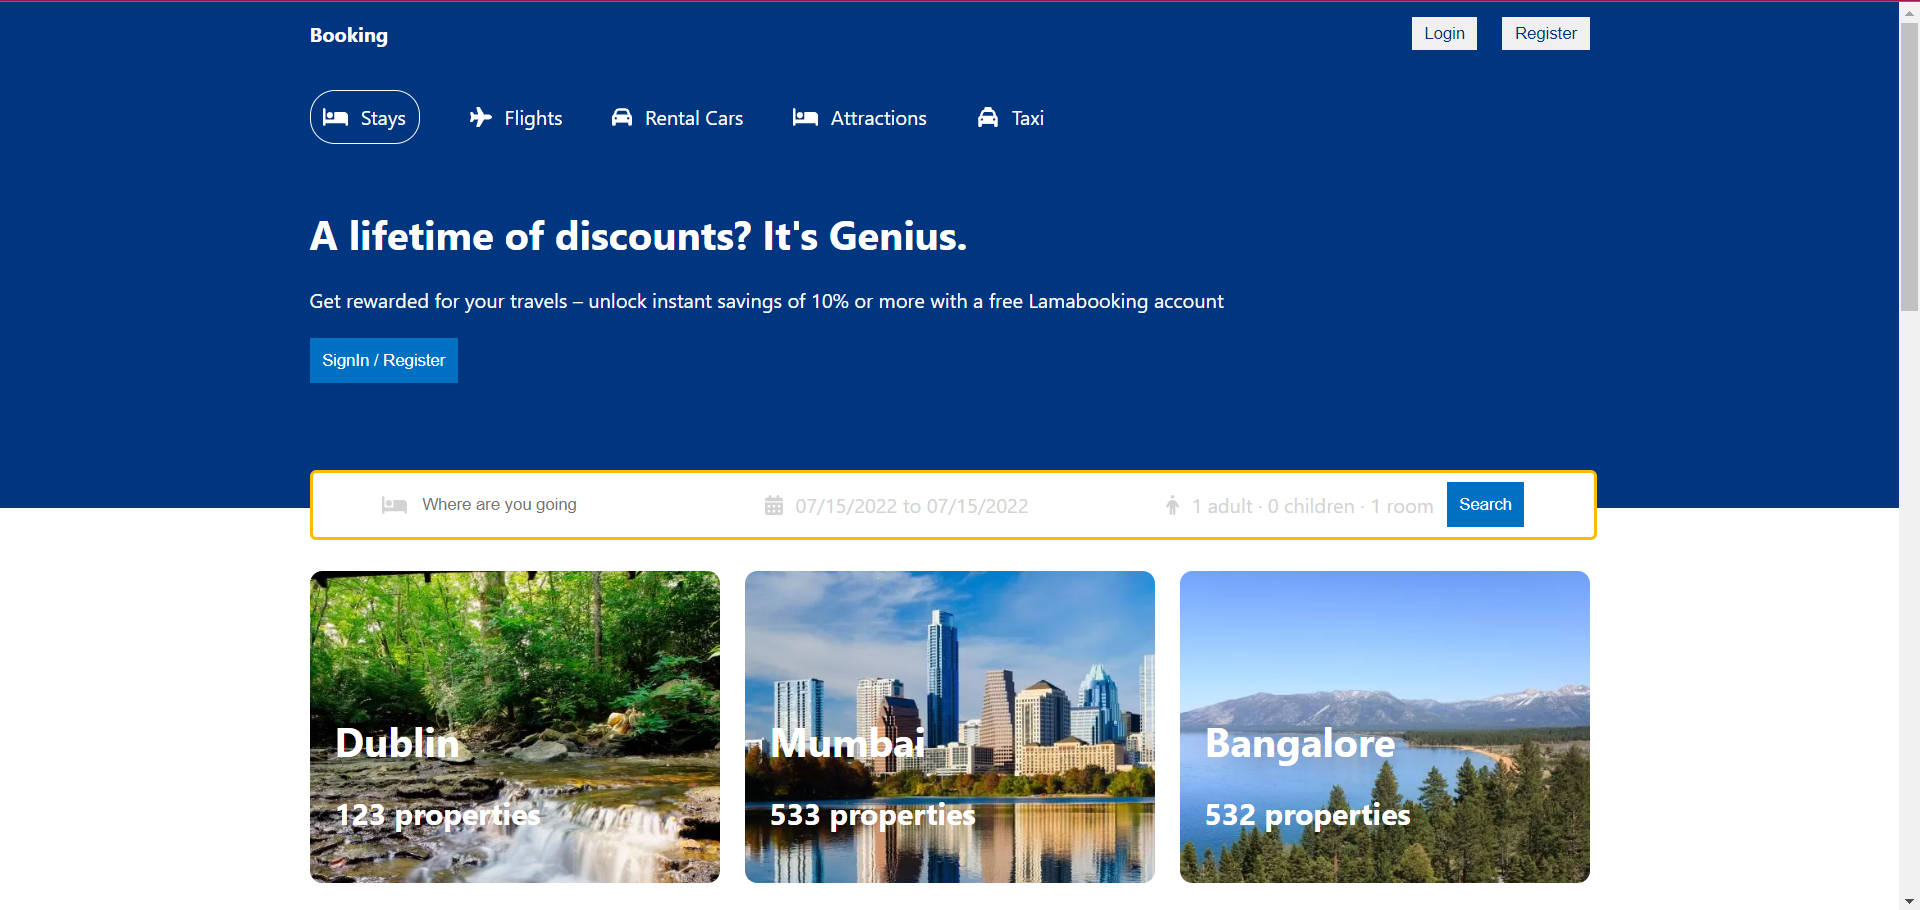 Booking
Login
Register
Stays
Flights
Rental Cars
Attractions
Taxi
A lifetime of discounts? It's Genius.
Get rewarded for your travels – unlock instant savings of 10% or more with a free Lamabooking account
SignIn / Register
Where are you going
07/15/2022 to 07/15/2022
1 adult · 0 children · 1 room
Search
Dublin
123 properties
Mumbai
533 properties
Bangalore
532 properties